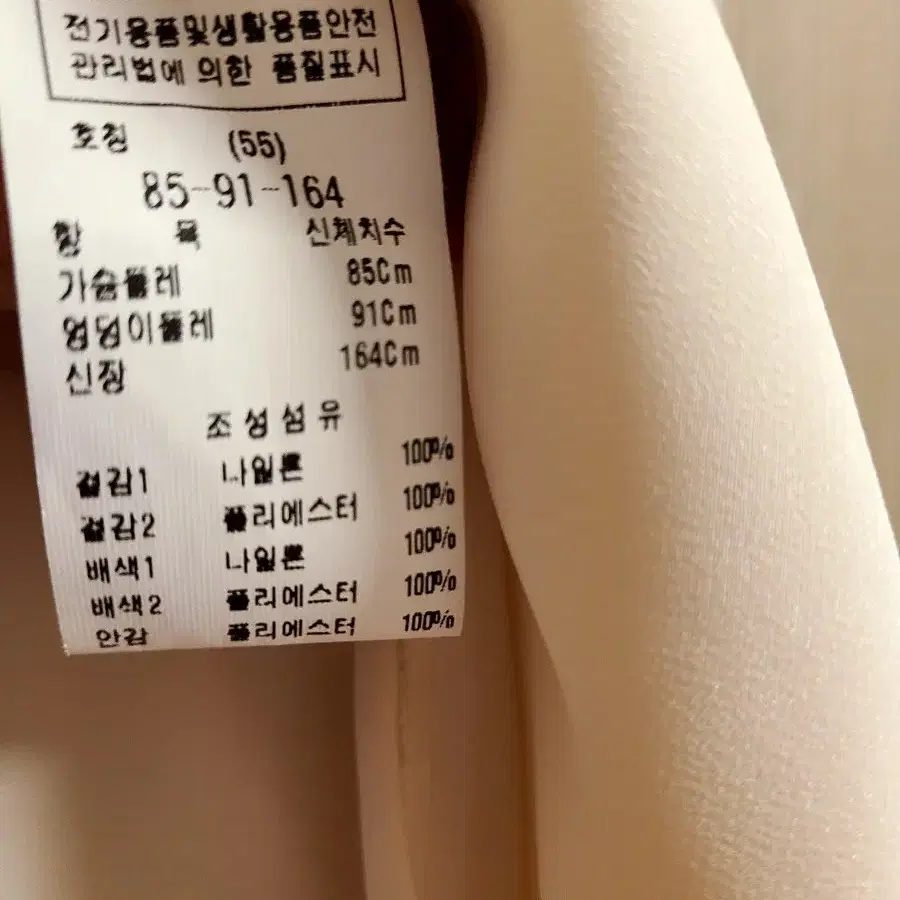 전기용품및생활용품안전
관리법에 의한 품질표시
호칭 (55)
85-91-164
항 목 신체치수
가슴둘레 85Cm
엉덩이둘레 91Cm
신장 164Cm
조성섬유
겉감1 나일론 100%
겉감2 폴리에스터 100%
배색1 나일론 100%
배색2 폴리에스터 100%
안감 폴리에스터 100%